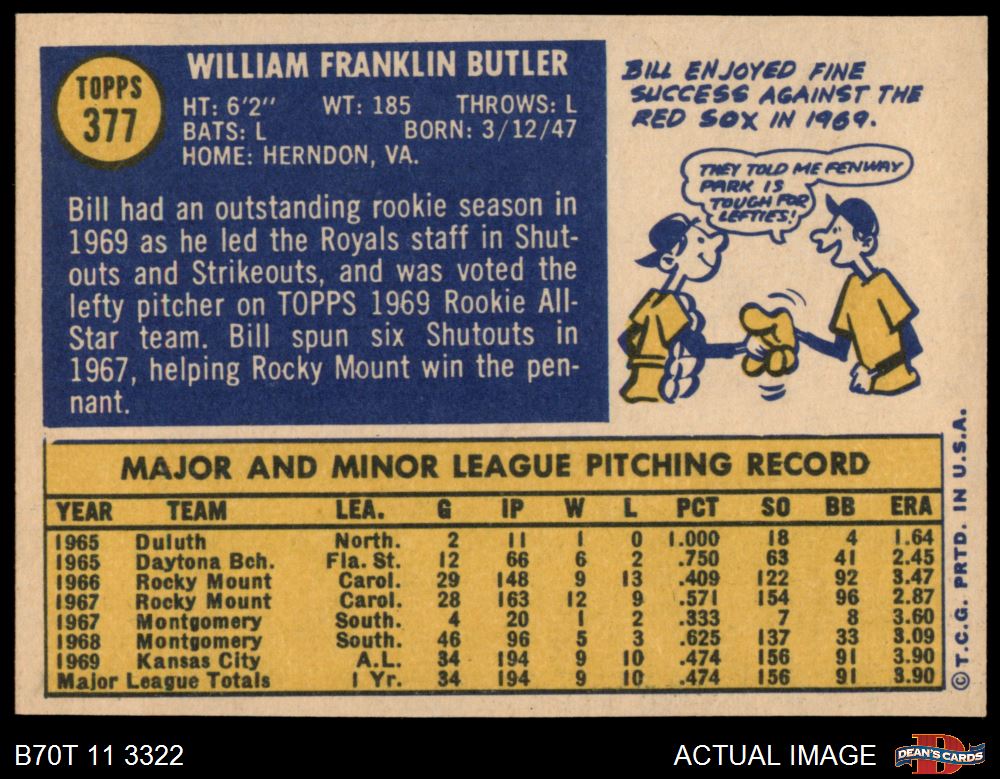 TOPPS
377
WILLIAM FRANKLIN BUTLER
HT: 6'2" WT: 185 THROWS: L
BATS: L BORN: 3/12/47
HOME: HERNDON, VA.
Bill had an outstanding rookie season in
1969 as he led the Royals staff in Shut-
outs and Strikeouts, and was voted the
lefty pitcher on TOPPS 1969 Rookie All-
Star team. Bill spun six Shutouts in
1967, helping Rocky Mount win the pen-
nant.
BILL ENJOYED FINE
SUCCESS AGAINST THE
RED SOX IN 1969.
THEY TOLD ME FENWAY
PARK IS
TOUGH FOR
LEFTIES!
MAJOR AND MINOR LEAGUE PITCHING RECORD
YEAR TEAM LEA. G IP W L PCT SO BB ERA
1965 Duluth North. 2 11 1 0 1.000 18 4 1.64
1965 Daytona Bch. Fla. St. 12 66 6 2 .750 63 41 2.45
1966 Rocky Mount Carol. 29 148 9 13 .409 122 92 3.47
1967 Rocky Mount Carol. 28 163 12 9 .571 154 96 2.87
1967 Montgomery South. 4 20 1 2 .333 7 8 3.60
1968 Montgomery South. 46 96 5 3 .625 137 33 3.09
1969 Kansas City A.L. 34 194 9 10 .474 156 91 3.90
Major League Totals 1 Yr. 34 194 9 10 .474 156 91 3.90
© T.C.G. PRTD. IN U.S.A.
B70T 11 3322
ACTUAL IMAGE
DEAN'S CARDS